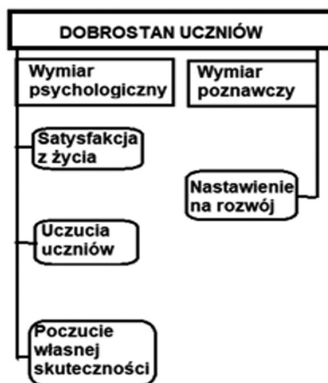 DOBROSTAN UCZNIÓW
Wymiar
psychologiczny
Wymiar
poznawczy
Satysfakcja
z życia
Nastawienie
na rozwój
Uczucia
uczniów
Poczucie
własnej
skuteczności